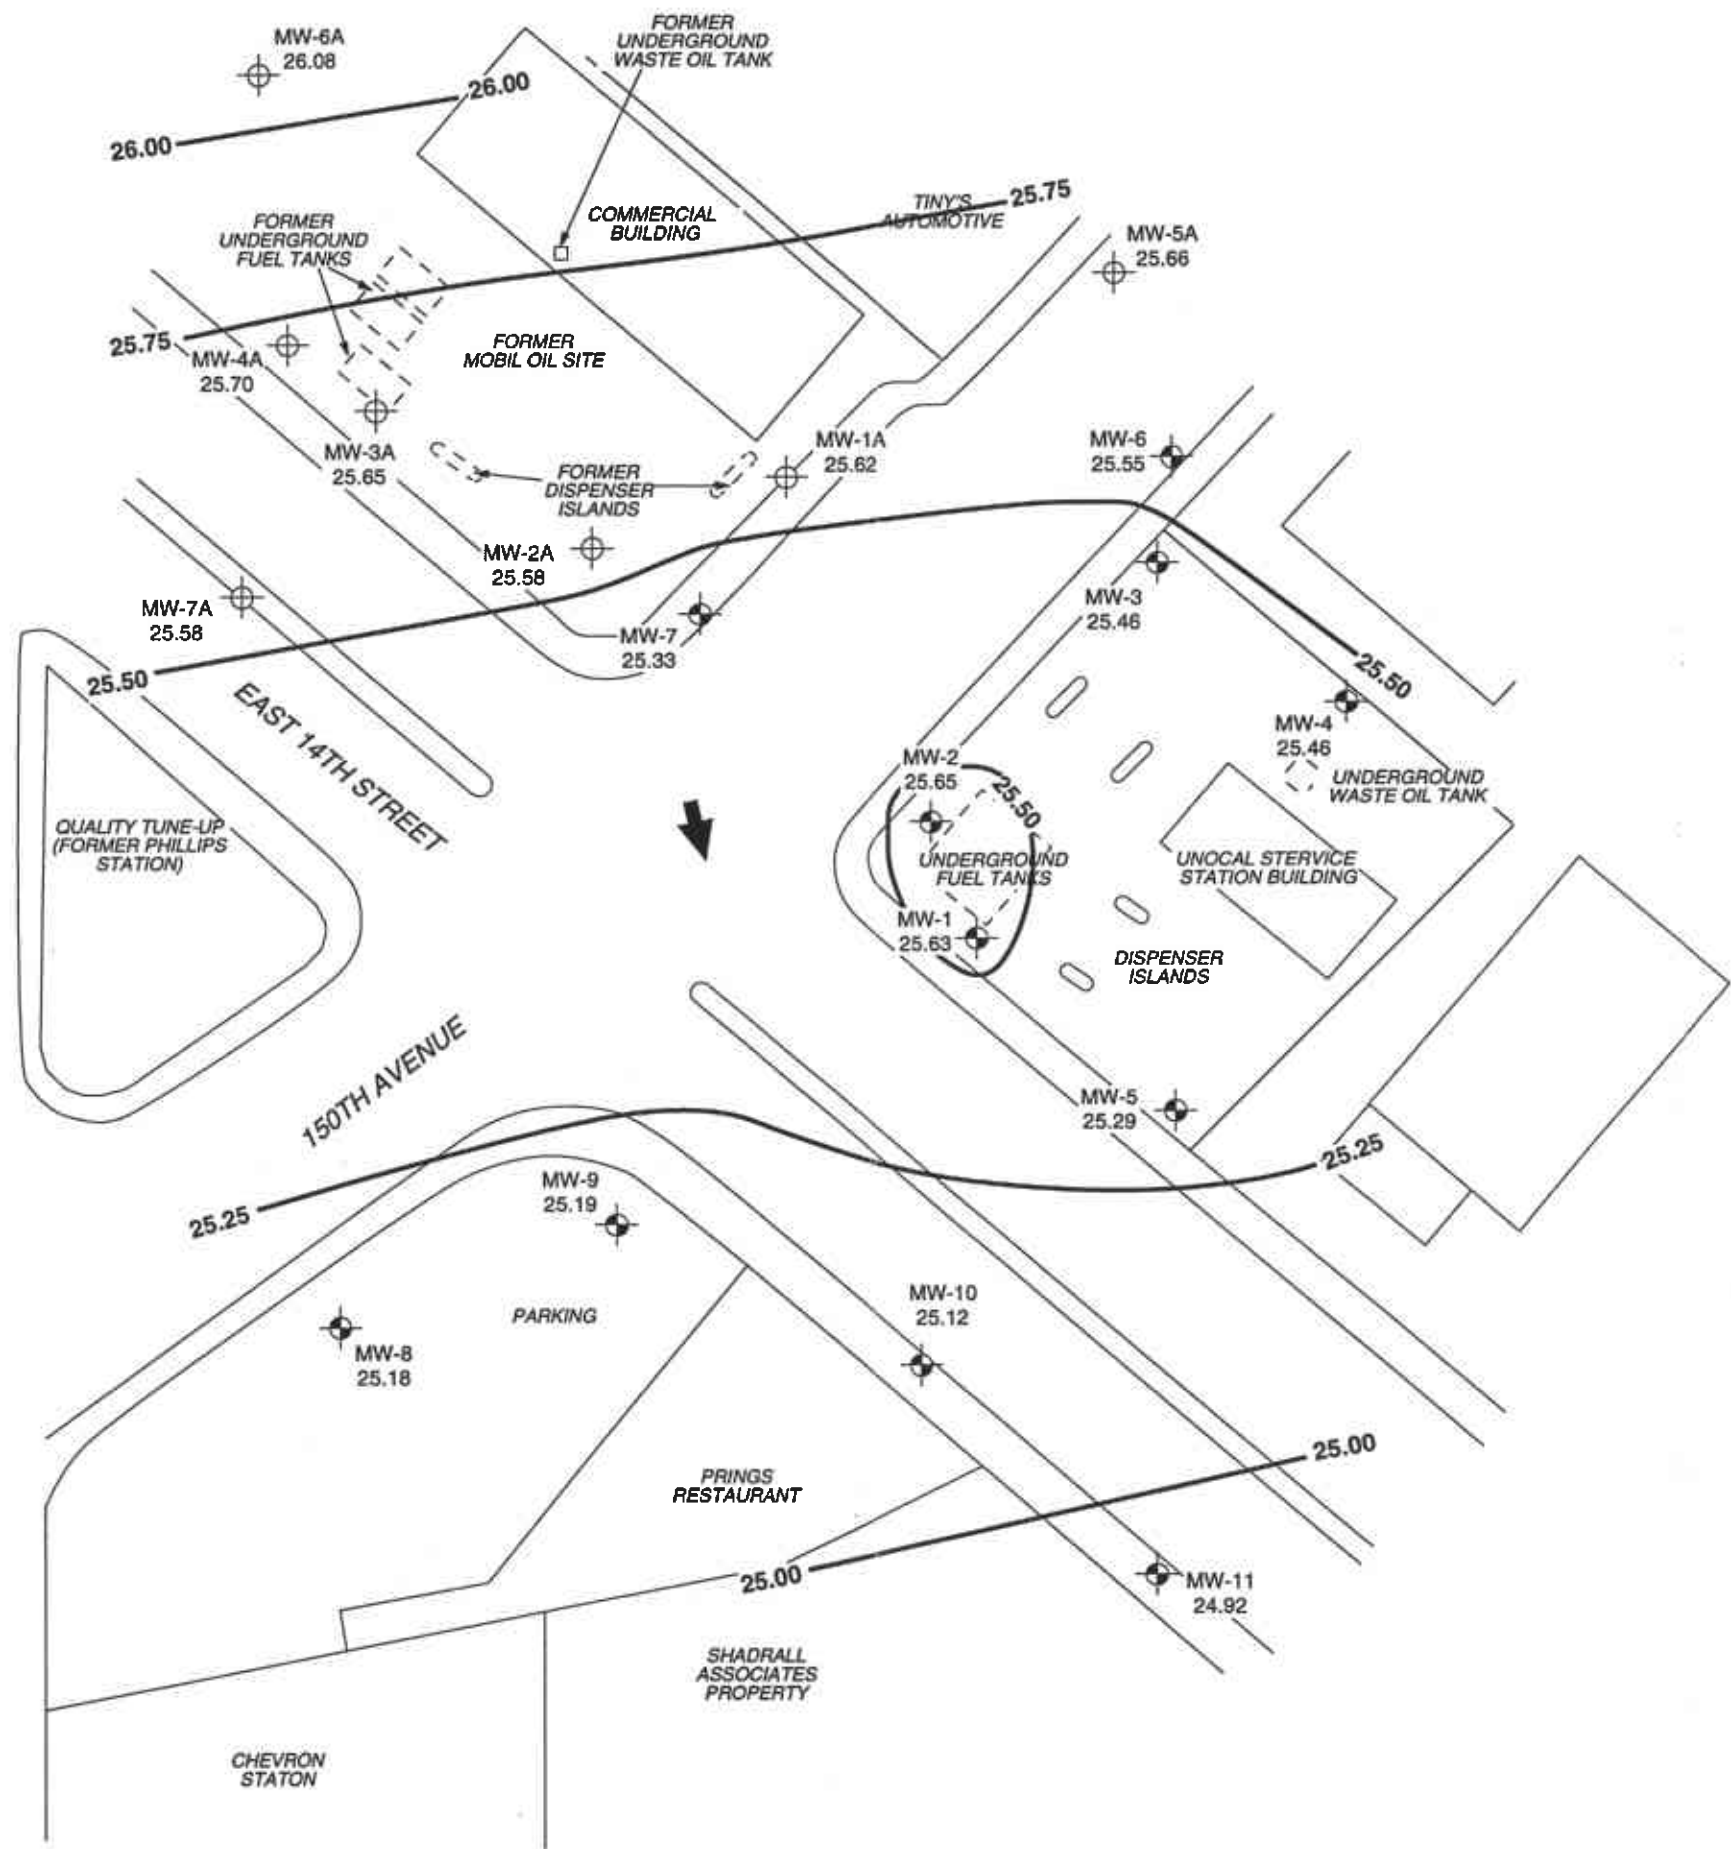 MW-6A
26.08
FORMER
UNDERGROUND
WASTE OIL TANK
26.00
26.00
FORMER
UNDERGROUND
FUEL TANKS
COMMERCIAL
BUILDING
TINY'S
AUTOMOTIVE
25.75
MW-5A
25.66
25.75
MW-4A
25.70
FORMER
MOBIL OIL SITE
MW-3A
25.65
FORMER
DISPENSER
ISLANDS
MW-1A
25.62
MW-6
25.55
MW-2A
25.58
MW-7A
25.58
MW-7
25.33
MW-3
25.46
25.50
25.50
EAST 14TH STREET
MW-4
25.46
UNDERGROUND
WASTE OIL TANK
MW-2
25.65
25.50
QUALITY TUNE-UP
(FORMER PHILLIPS
STATION)
UNDERGROUND
FUEL TANKS
UNOCAL STERVICE
STATION BUILDING
MW-1
25.63
DISPENSER
ISLANDS
150TH AVENUE
MW-5
25.29
25.25
25.25
MW-9
25.19
MW-10
25.12
PARKING
MW-8
25.18
25.00
PRINGS
RESTAURANT
25.00
MW-11
24.92
SHADRALL
ASSOCIATES
PROPERTY
CHEVRON
STATON